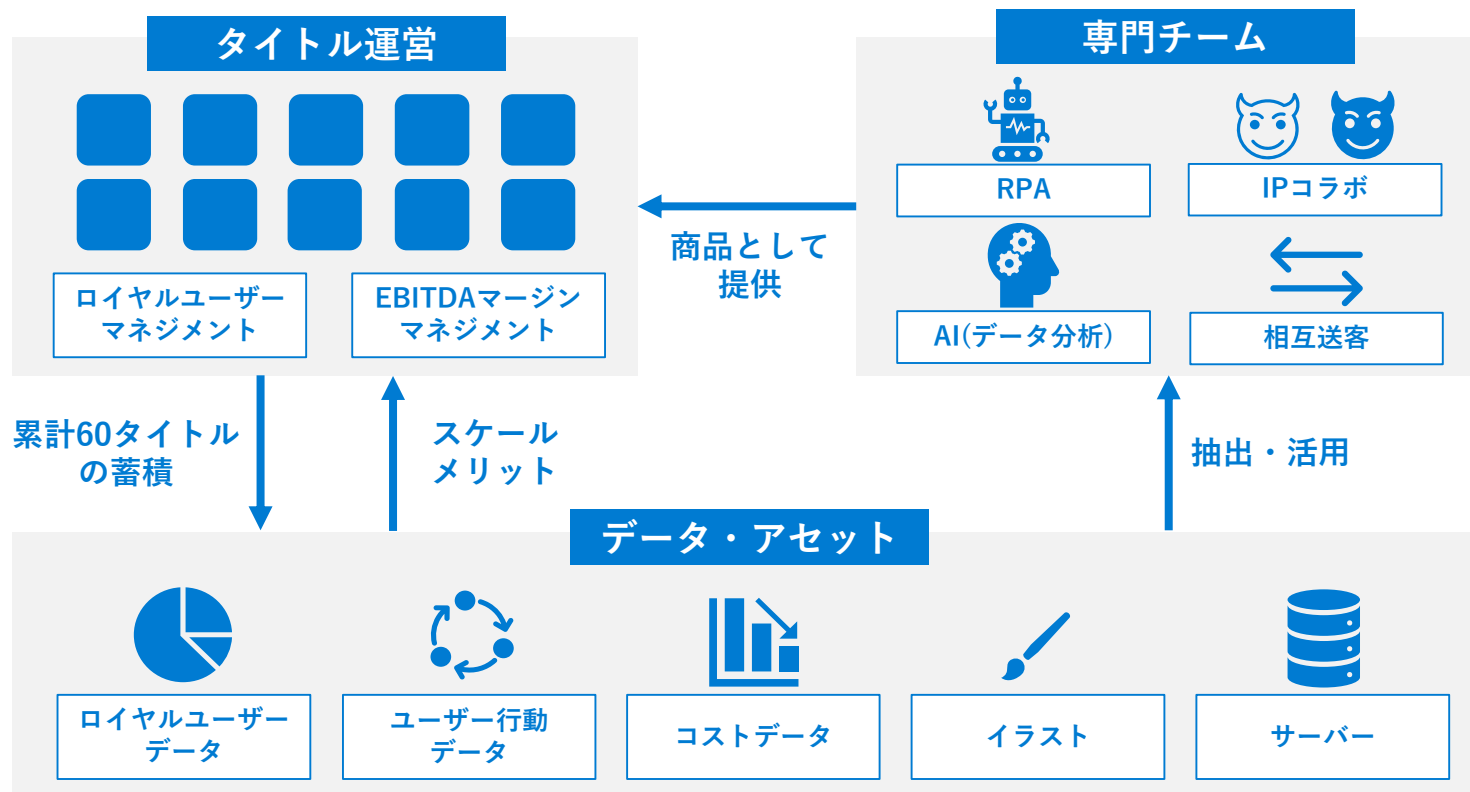 タイトル運営
ロイヤルユーザー
マネジメント
EBITDAマージン
マネジメント
専門チーム
RPA
IPコラボ
AI(データ分析)
相互送客
商品として
提供
累計60タイトル
の蓄積
スケール
メリット
抽出・活用
データ・アセット
ロイヤルユーザー
データ
ユーザー行動
データ
コストデータ
イラスト
サーバー